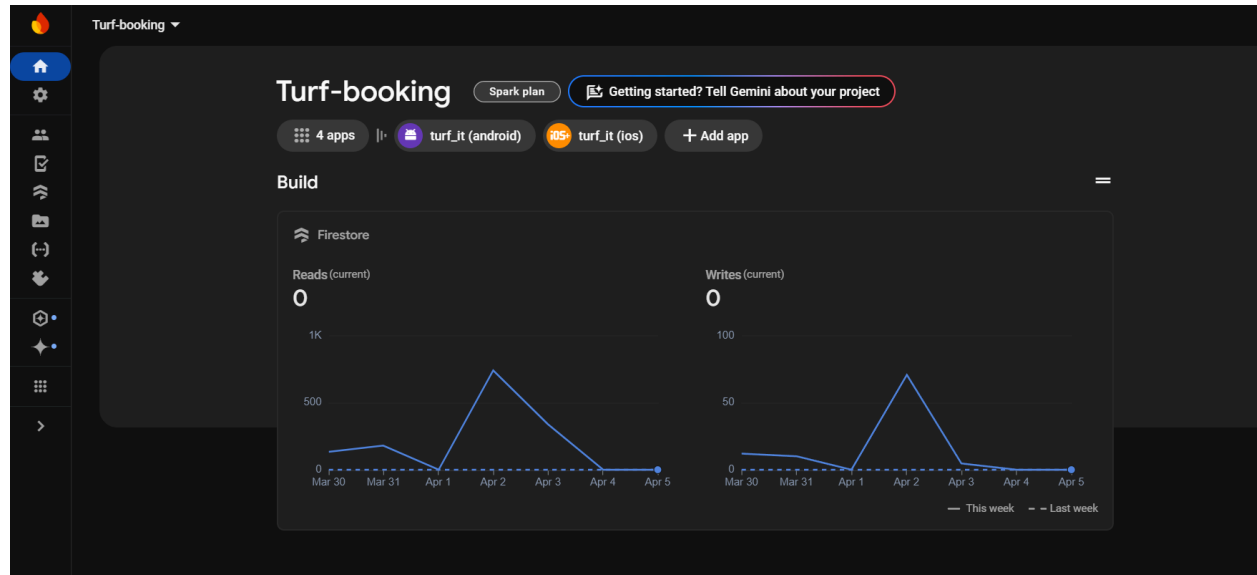 Turf-booking
Turf-booking Spark plan Getting started? Tell Gemini about your project
4 apps turf_it (android) iOS+ turf_it (ios) + Add app
Build
Firestore
Reads (current) Writes (current)
0 0
1K 100
500 50
0 0
Mar 30 Mar 31 Apr 1 Apr 2 Apr 3 Apr 4 Apr 5 Mar 30 Mar 31 Apr 1 Apr 2 Apr 3 Apr 4 Apr 5
This week Last week